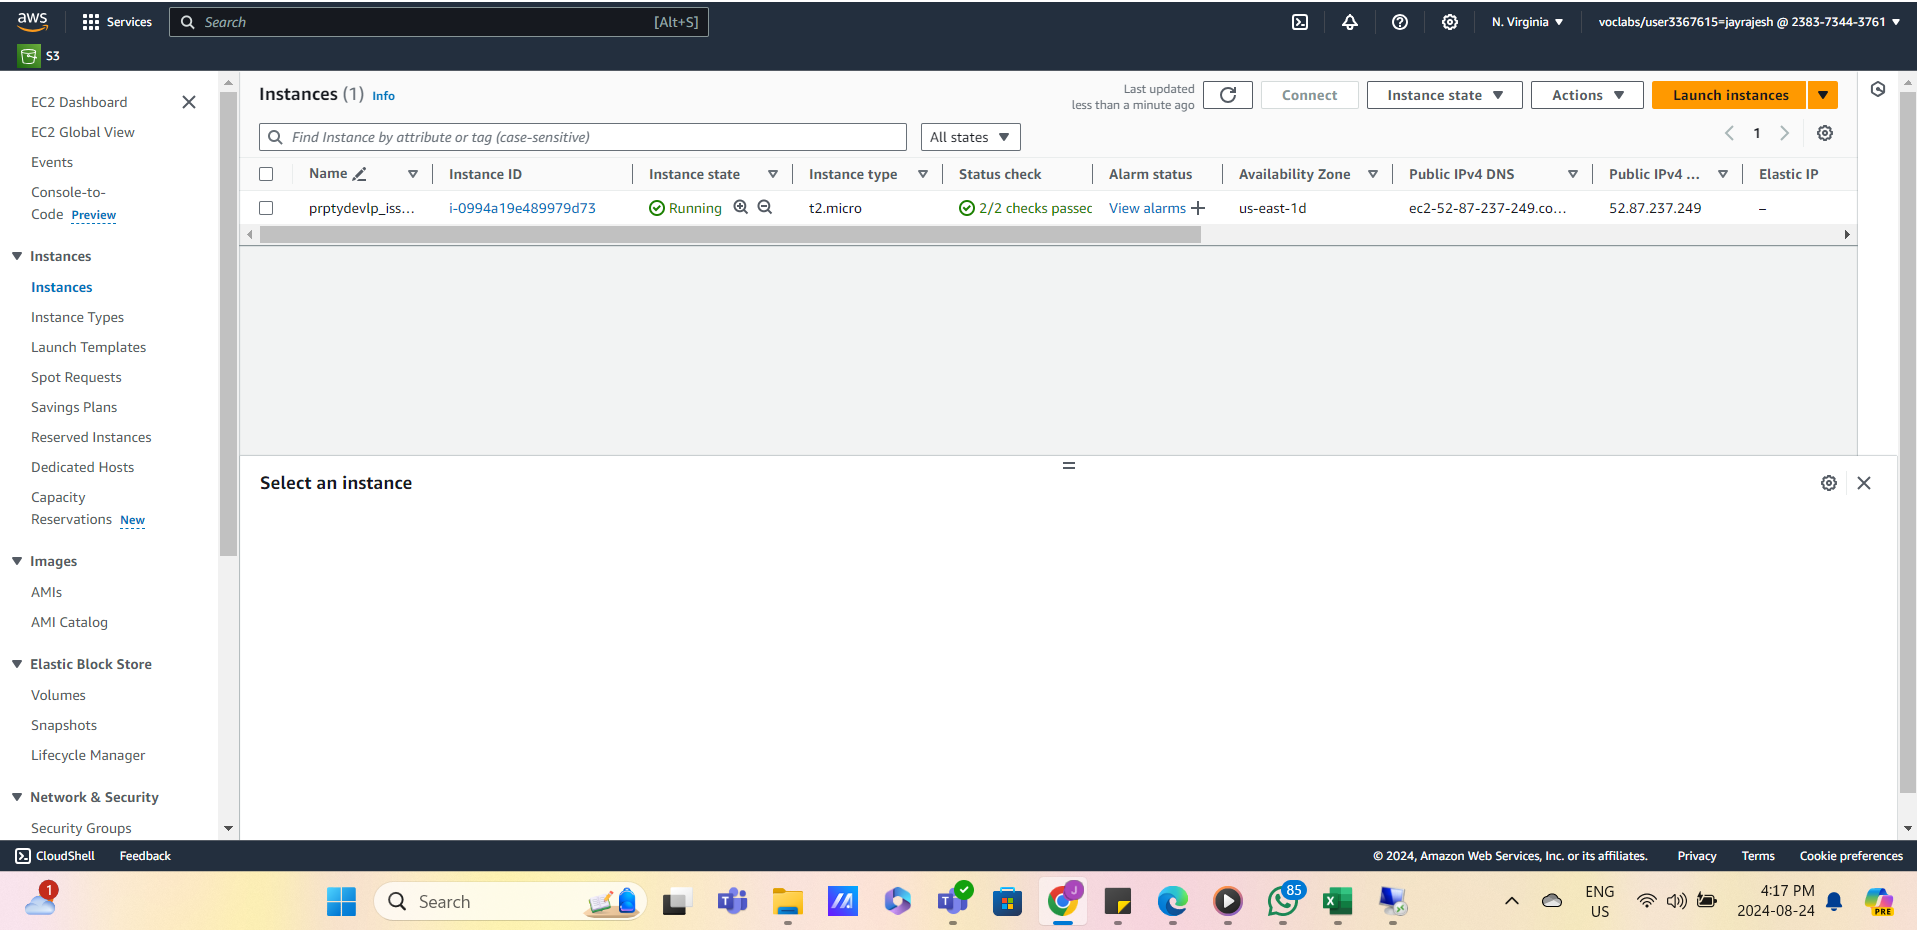 aws
Services
Search
[Alt+S]
N. Virginia
voclabs/user3367615=jayrajesh @ 2383-7344-3761
S3
EC2 Dashboard
EC2 Global View
Events
Console-to-
Code Preview
Instances
Instances
Instance Types
Launch Templates
Spot Requests
Savings Plans
Reserved Instances
Dedicated Hosts
Capacity
Reservations New
Images
AMIs
AMI Catalog
Elastic Block Store
Volumes
Snapshots
Lifecycle Manager
Network & Security
Security Groups
Instances (1) Info
Last updated
less than a minute ago
Connect
Instance state
Actions
Launch instances
Find Instance by attribute or tag (case-sensitive)
All states
1
Name Instance ID Instance state Instance type Status check Alarm status Availability Zone Public IPv4 DNS Public IPv4 ... Elastic IP
prptydevlp_iss... i-0994a19e489979d73 Running t2.micro 2/2 checks passec View alarms us-east-1d ec2-52-87-237-249.co... 52.87.237.249 –
Select an instance
CloudShell Feedback © 2024, Amazon Web Services, Inc. or its affiliates. Privacy Terms Cookie preferences
1
Search
T
T
J
85
X
ENG
US
4:17 PM
2024-08-24
PRE